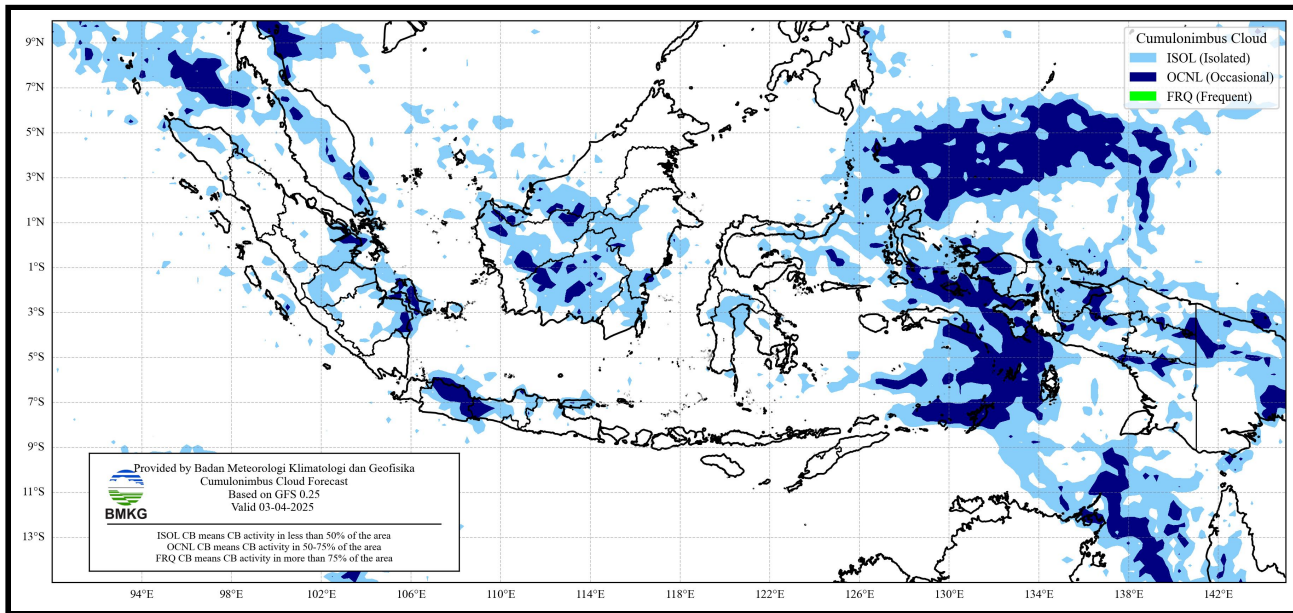 Cumulonimbus Cloud
ISOL (Isolated)
OCNL (Occasional)
FRQ (Frequent)
9°N
7°N
5°N
3°N
1°N
1°S
3°S
5°S
7°S
9°S
11°S
13°S
Provided by Badan Meteorologi Klimatologi dan Geofisika
Cumulonimbus Cloud Forecast
Based on GFS 0.25
Valid 03-04-2025
BMKG
ISOL CB means CB activity in less than 50% of the area
OCNL CB means CB activity in 50-75% of the area
FRQ CB means CB activity in more than 75% of the area
94°E 98°E 102°E 106°E 110°E 114°E 118°E 122°E 126°E 130°E 134°E 138°E 142°E